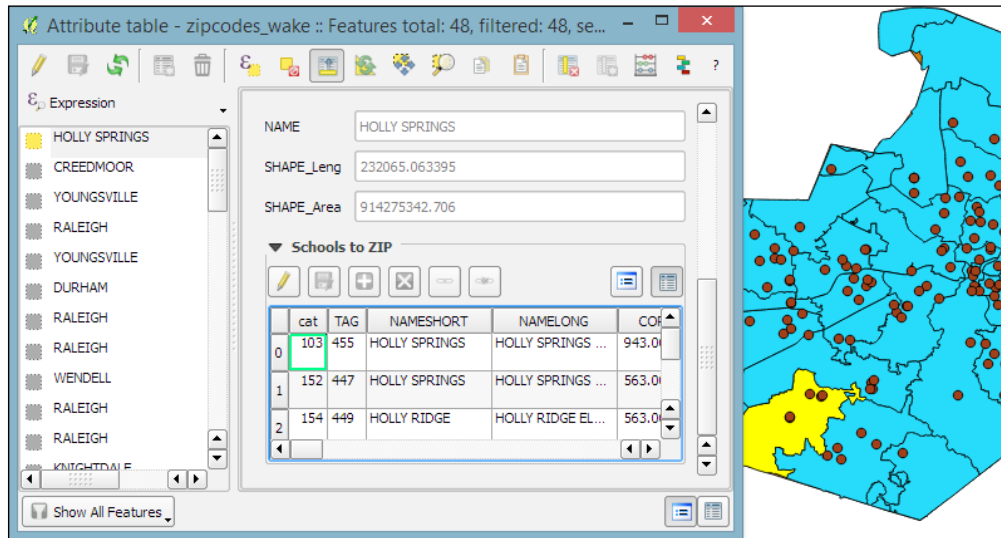 Attribute table - zipcodes_wake :: Features total: 48, filtered: 48, se...
?
Expression
HOLLY SPRINGS
CREEDMOOR
YOUNGSVILLE
RALEIGH
YOUNGSVILLE
DURHAM
RALEIGH
RALEIGH
WENDELL
RALEIGH
RALEIGH
KNIGHTDALE
Show All Features
NAME HOLLY SPRINGS
SHAPE_Leng 232065.063395
SHAPE_Area 914275342.706
Schools to ZIP
cat TAG NAMESHORT NAMELONG
0 103 455 HOLLY SPRINGS HOLLY SPRINGS ... 943.0
1 152 447 HOLLY SPRINGS HOLLY SPRINGS ... 563.0
2 154 449 HOLLY RIDGE HOLLY RIDGE EL... 563.0